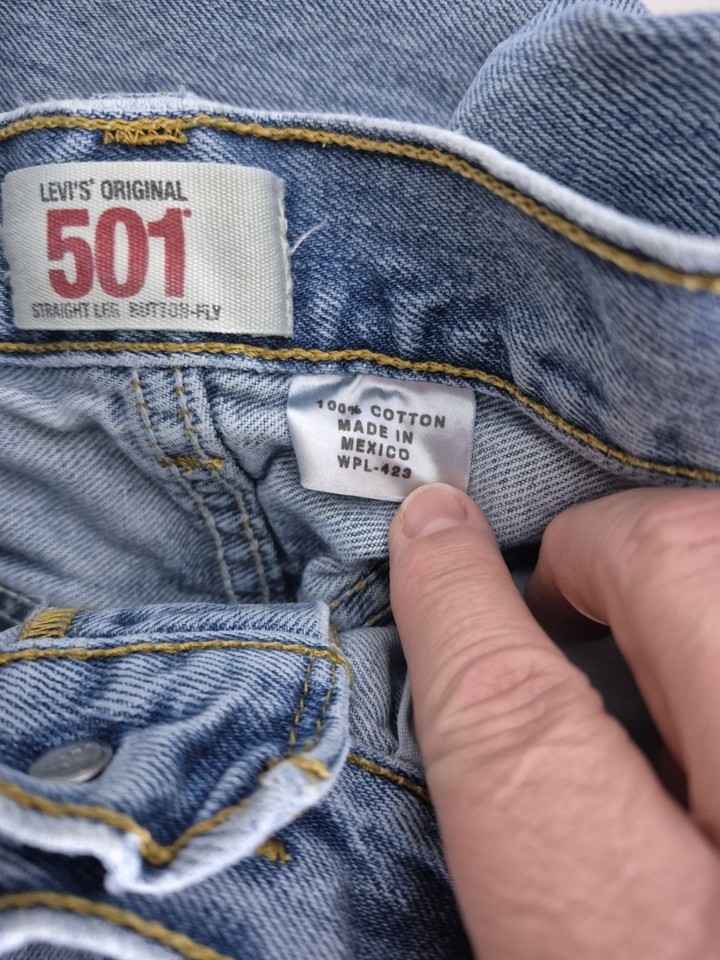 LEVI'S® ORIGINAL
501®
STRAIGHT LEG BUTTON-FLY
100% COTTON
MADE IN
MEXICO
WPL-423